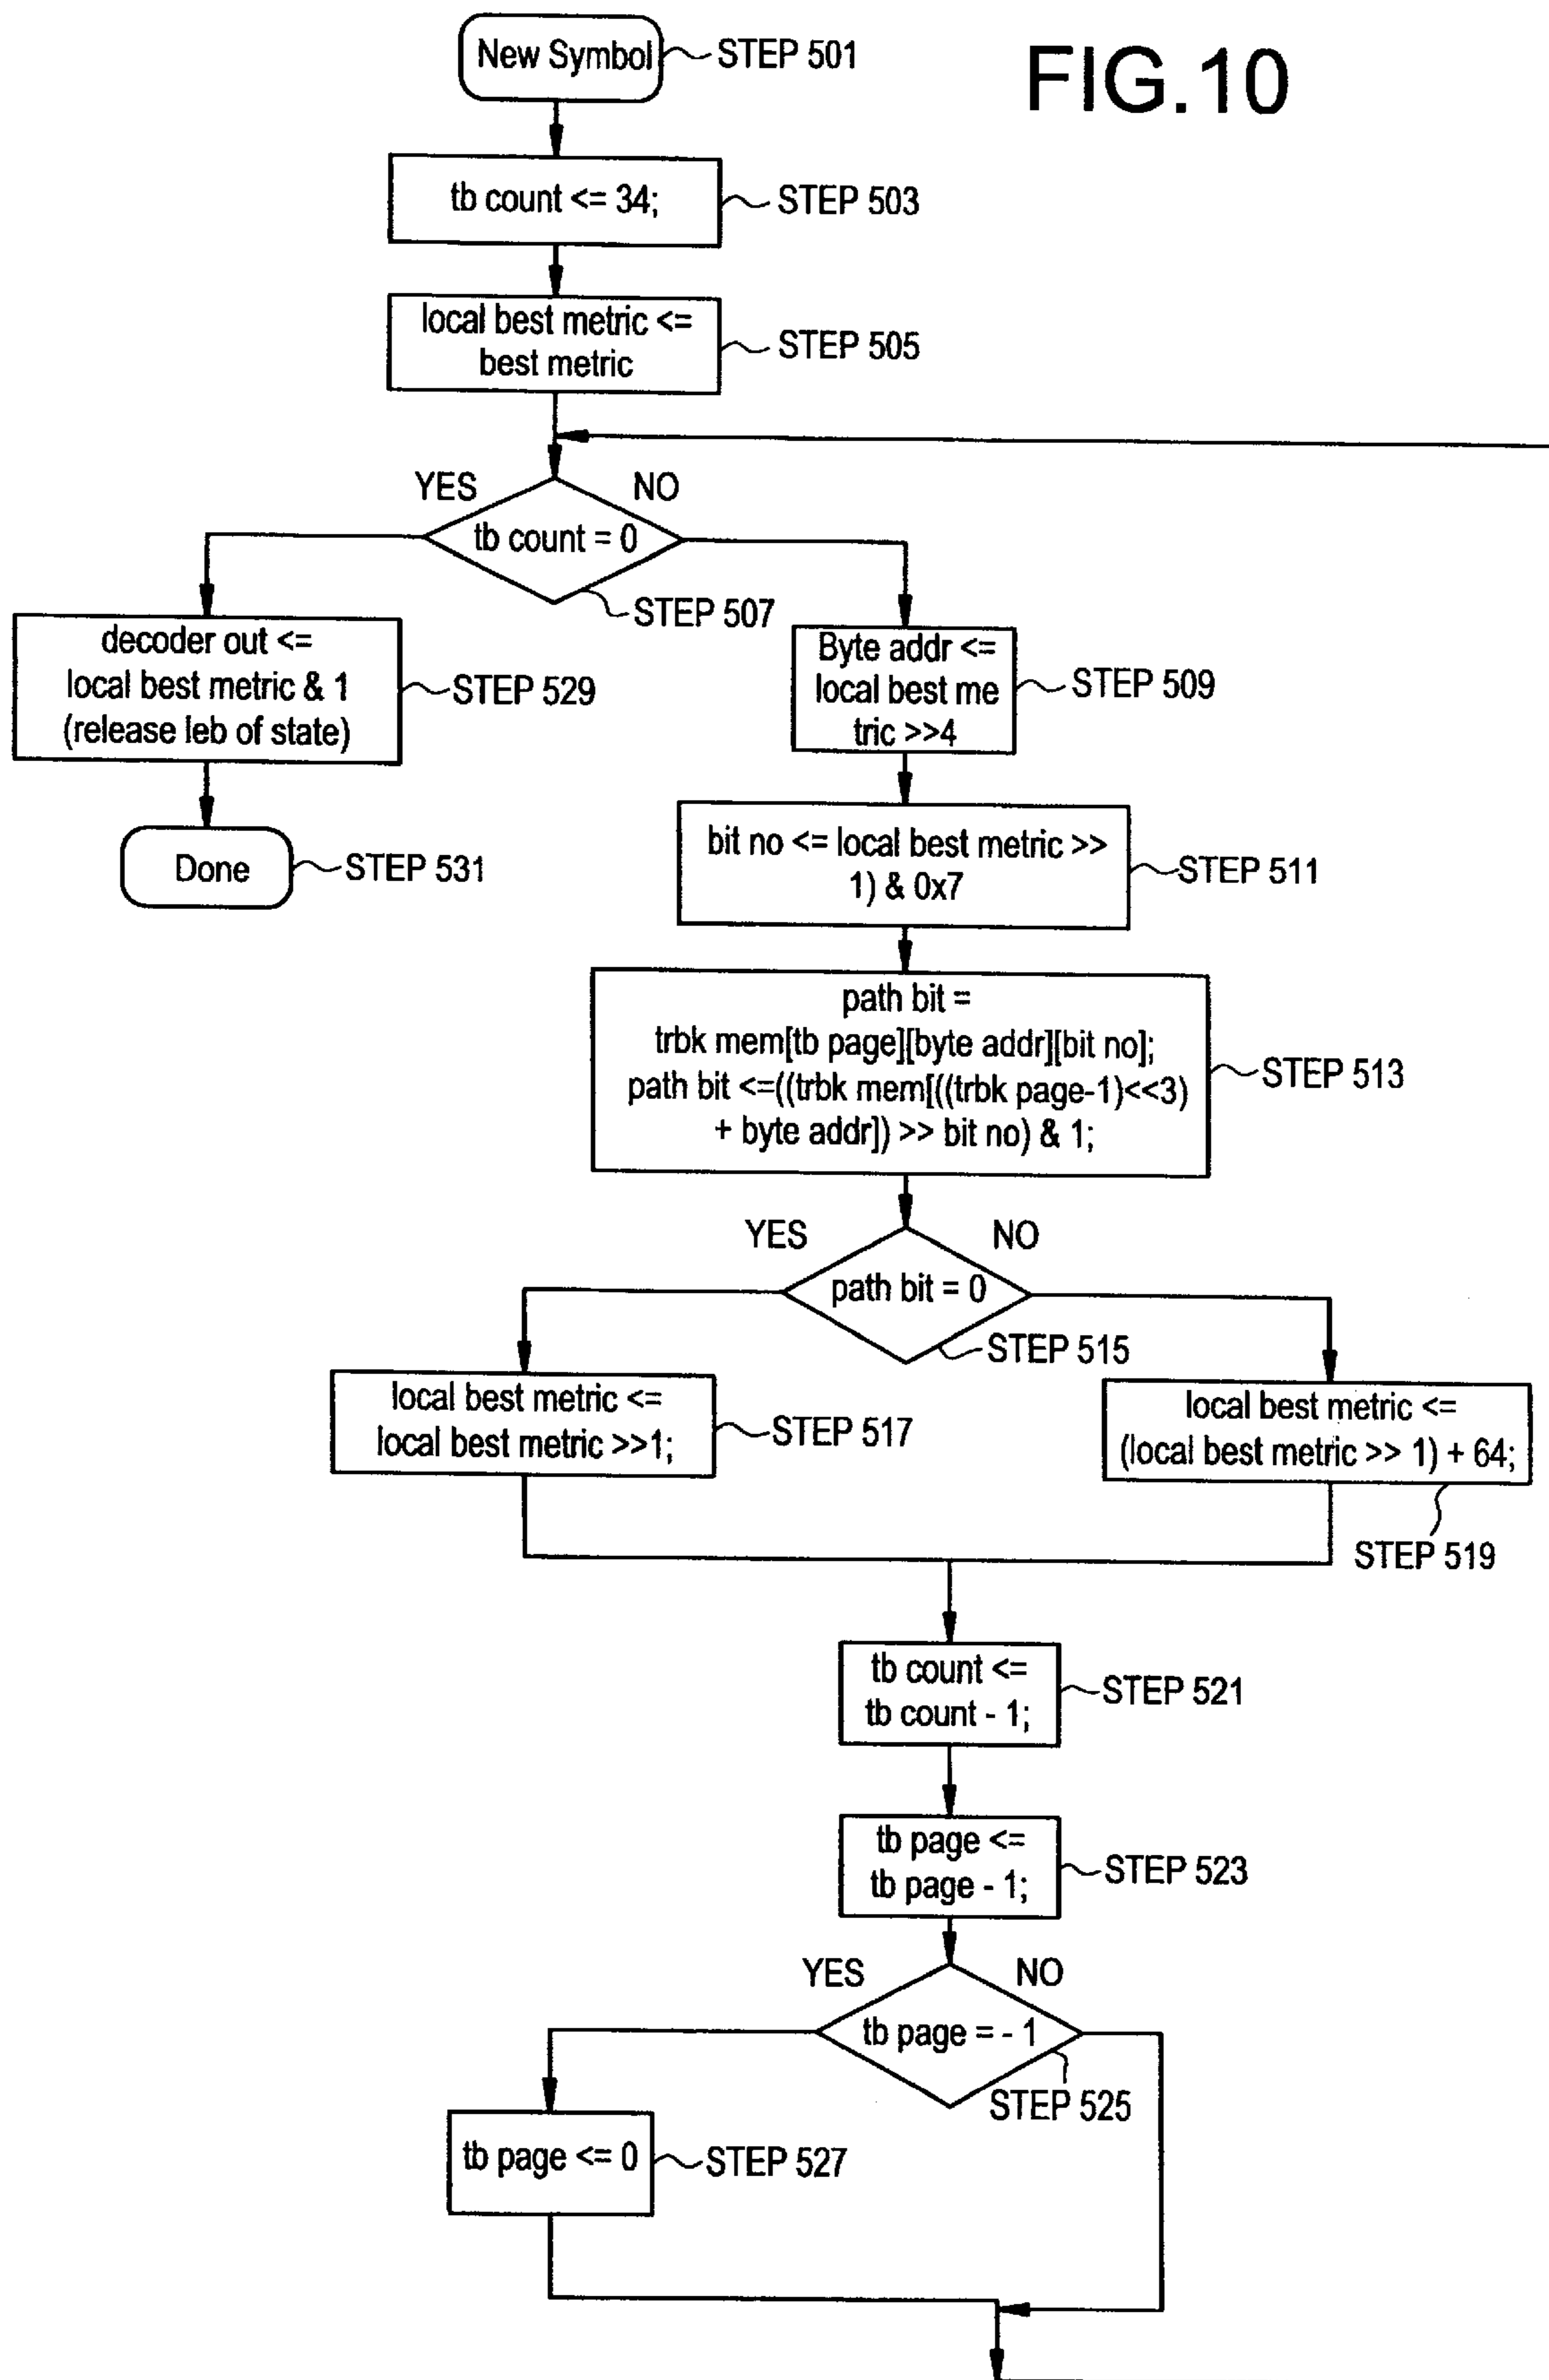 FIG.10
New Symbol
STEP 501
tb count <= 34;
STEP 503
local best metric <=
best metric
STEP 505
YES
NO
tb count = 0
STEP 507
decoder out <=
local best metric & 1
(release leb of state)
STEP 529
Done
STEP 531
Byte addr <=
local best me
tric >>4
STEP 509
bit no <= local best metric >>
1) & 0x7
STEP 511
path bit =
trbk mem[tb page][byte addr][bit no];
path bit <=((trbk mem[((trbk page-1)<<3)
+ byte addr]) >> bit no) & 1;
STEP 513
YES
NO
path bit = 0
STEP 515
local best metric <=
local best metric >>1;
STEP 517
local best metric <=
(local best metric >> 1) + 64;
STEP 519
tb count <=
tb count - 1;
STEP 521
tb page <=
tb page - 1;
STEP 523
YES
NO
tb page = - 1
STEP 525
tb page <= 0
STEP 527